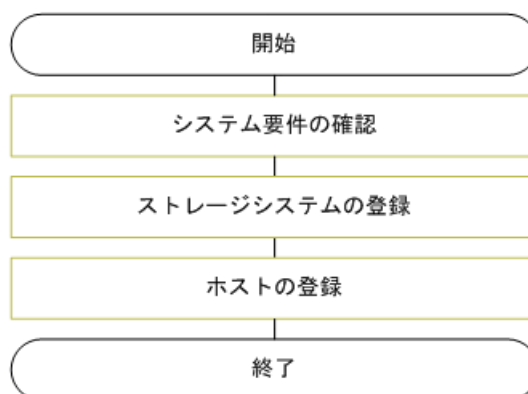 開始
システム要件の確認
ストレージシステムの登録
ホストの登録
終了